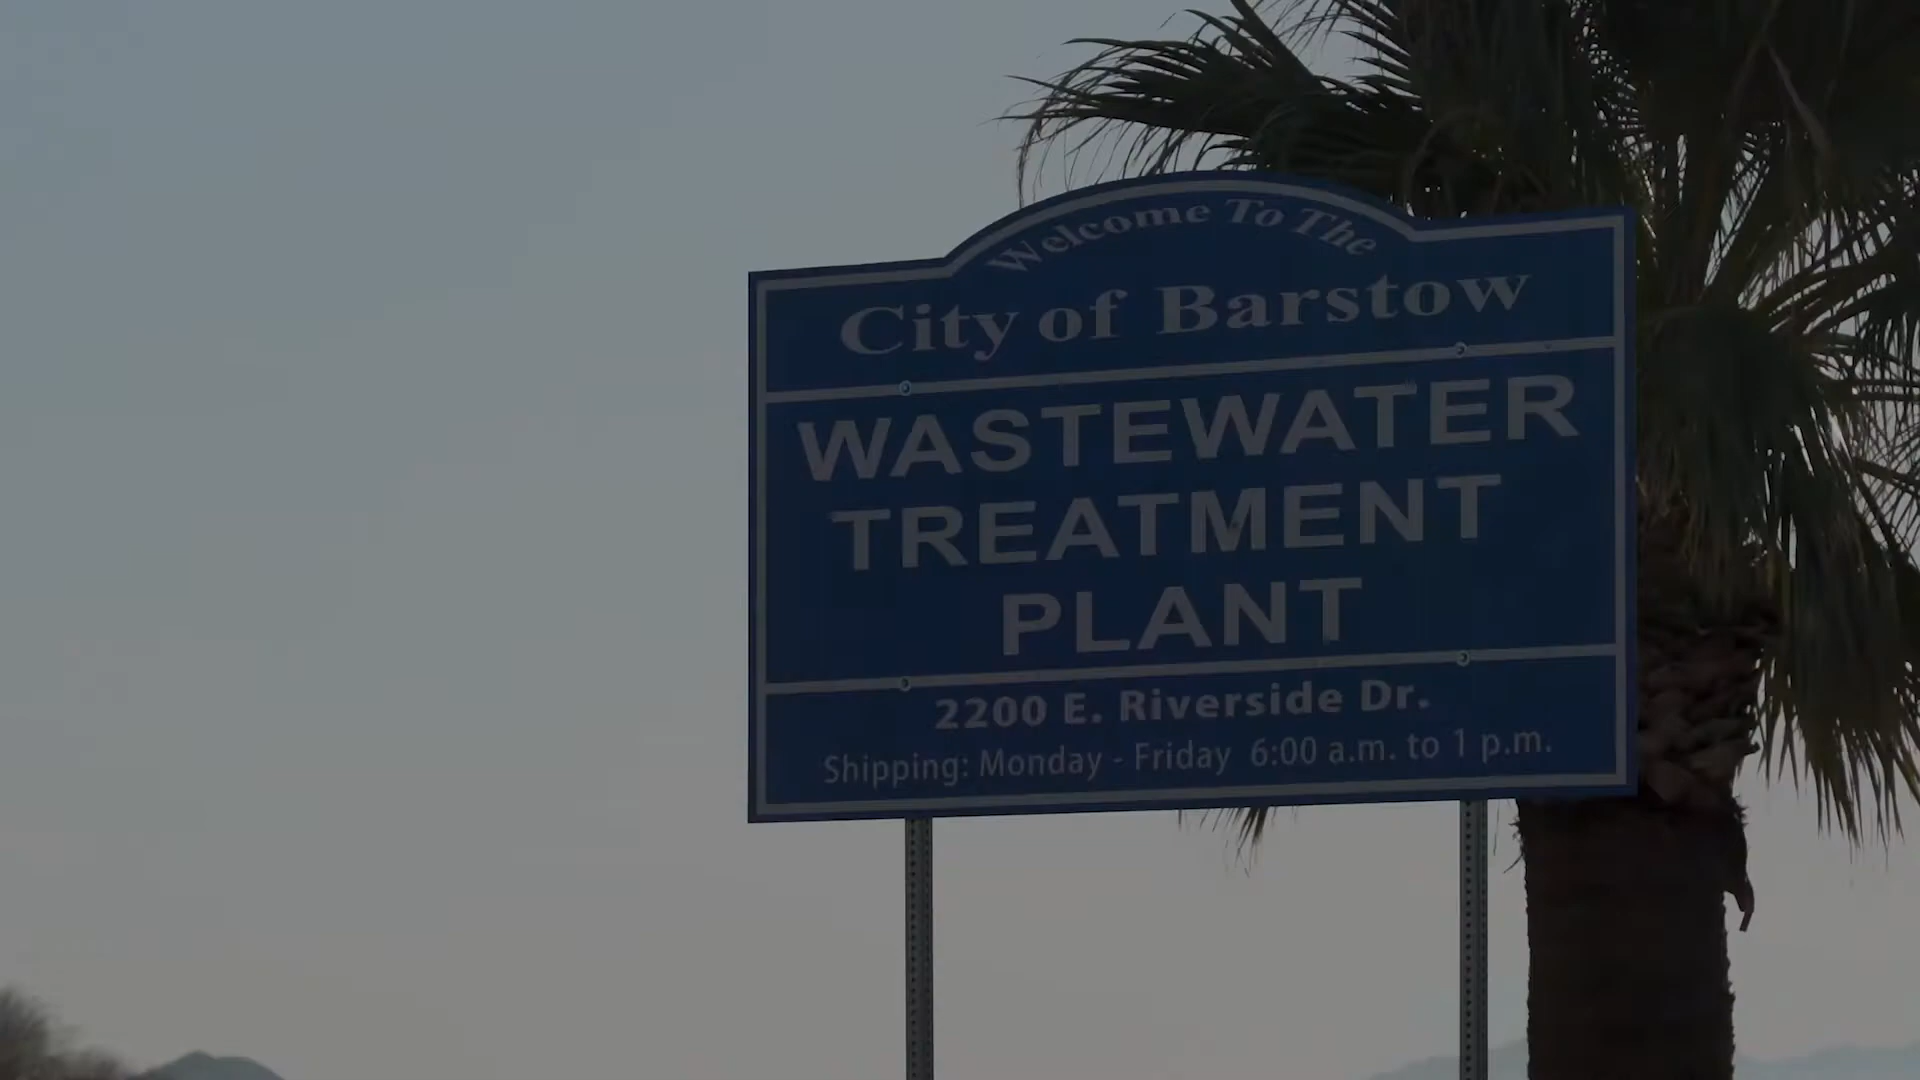 Welcome To The
City of Barstow
WASTEWATER
TREATMENT
PLANT
2200 E. Riverside Dr.
Shipping: Monday - Friday 6:00 a.m. to 1 p.m.